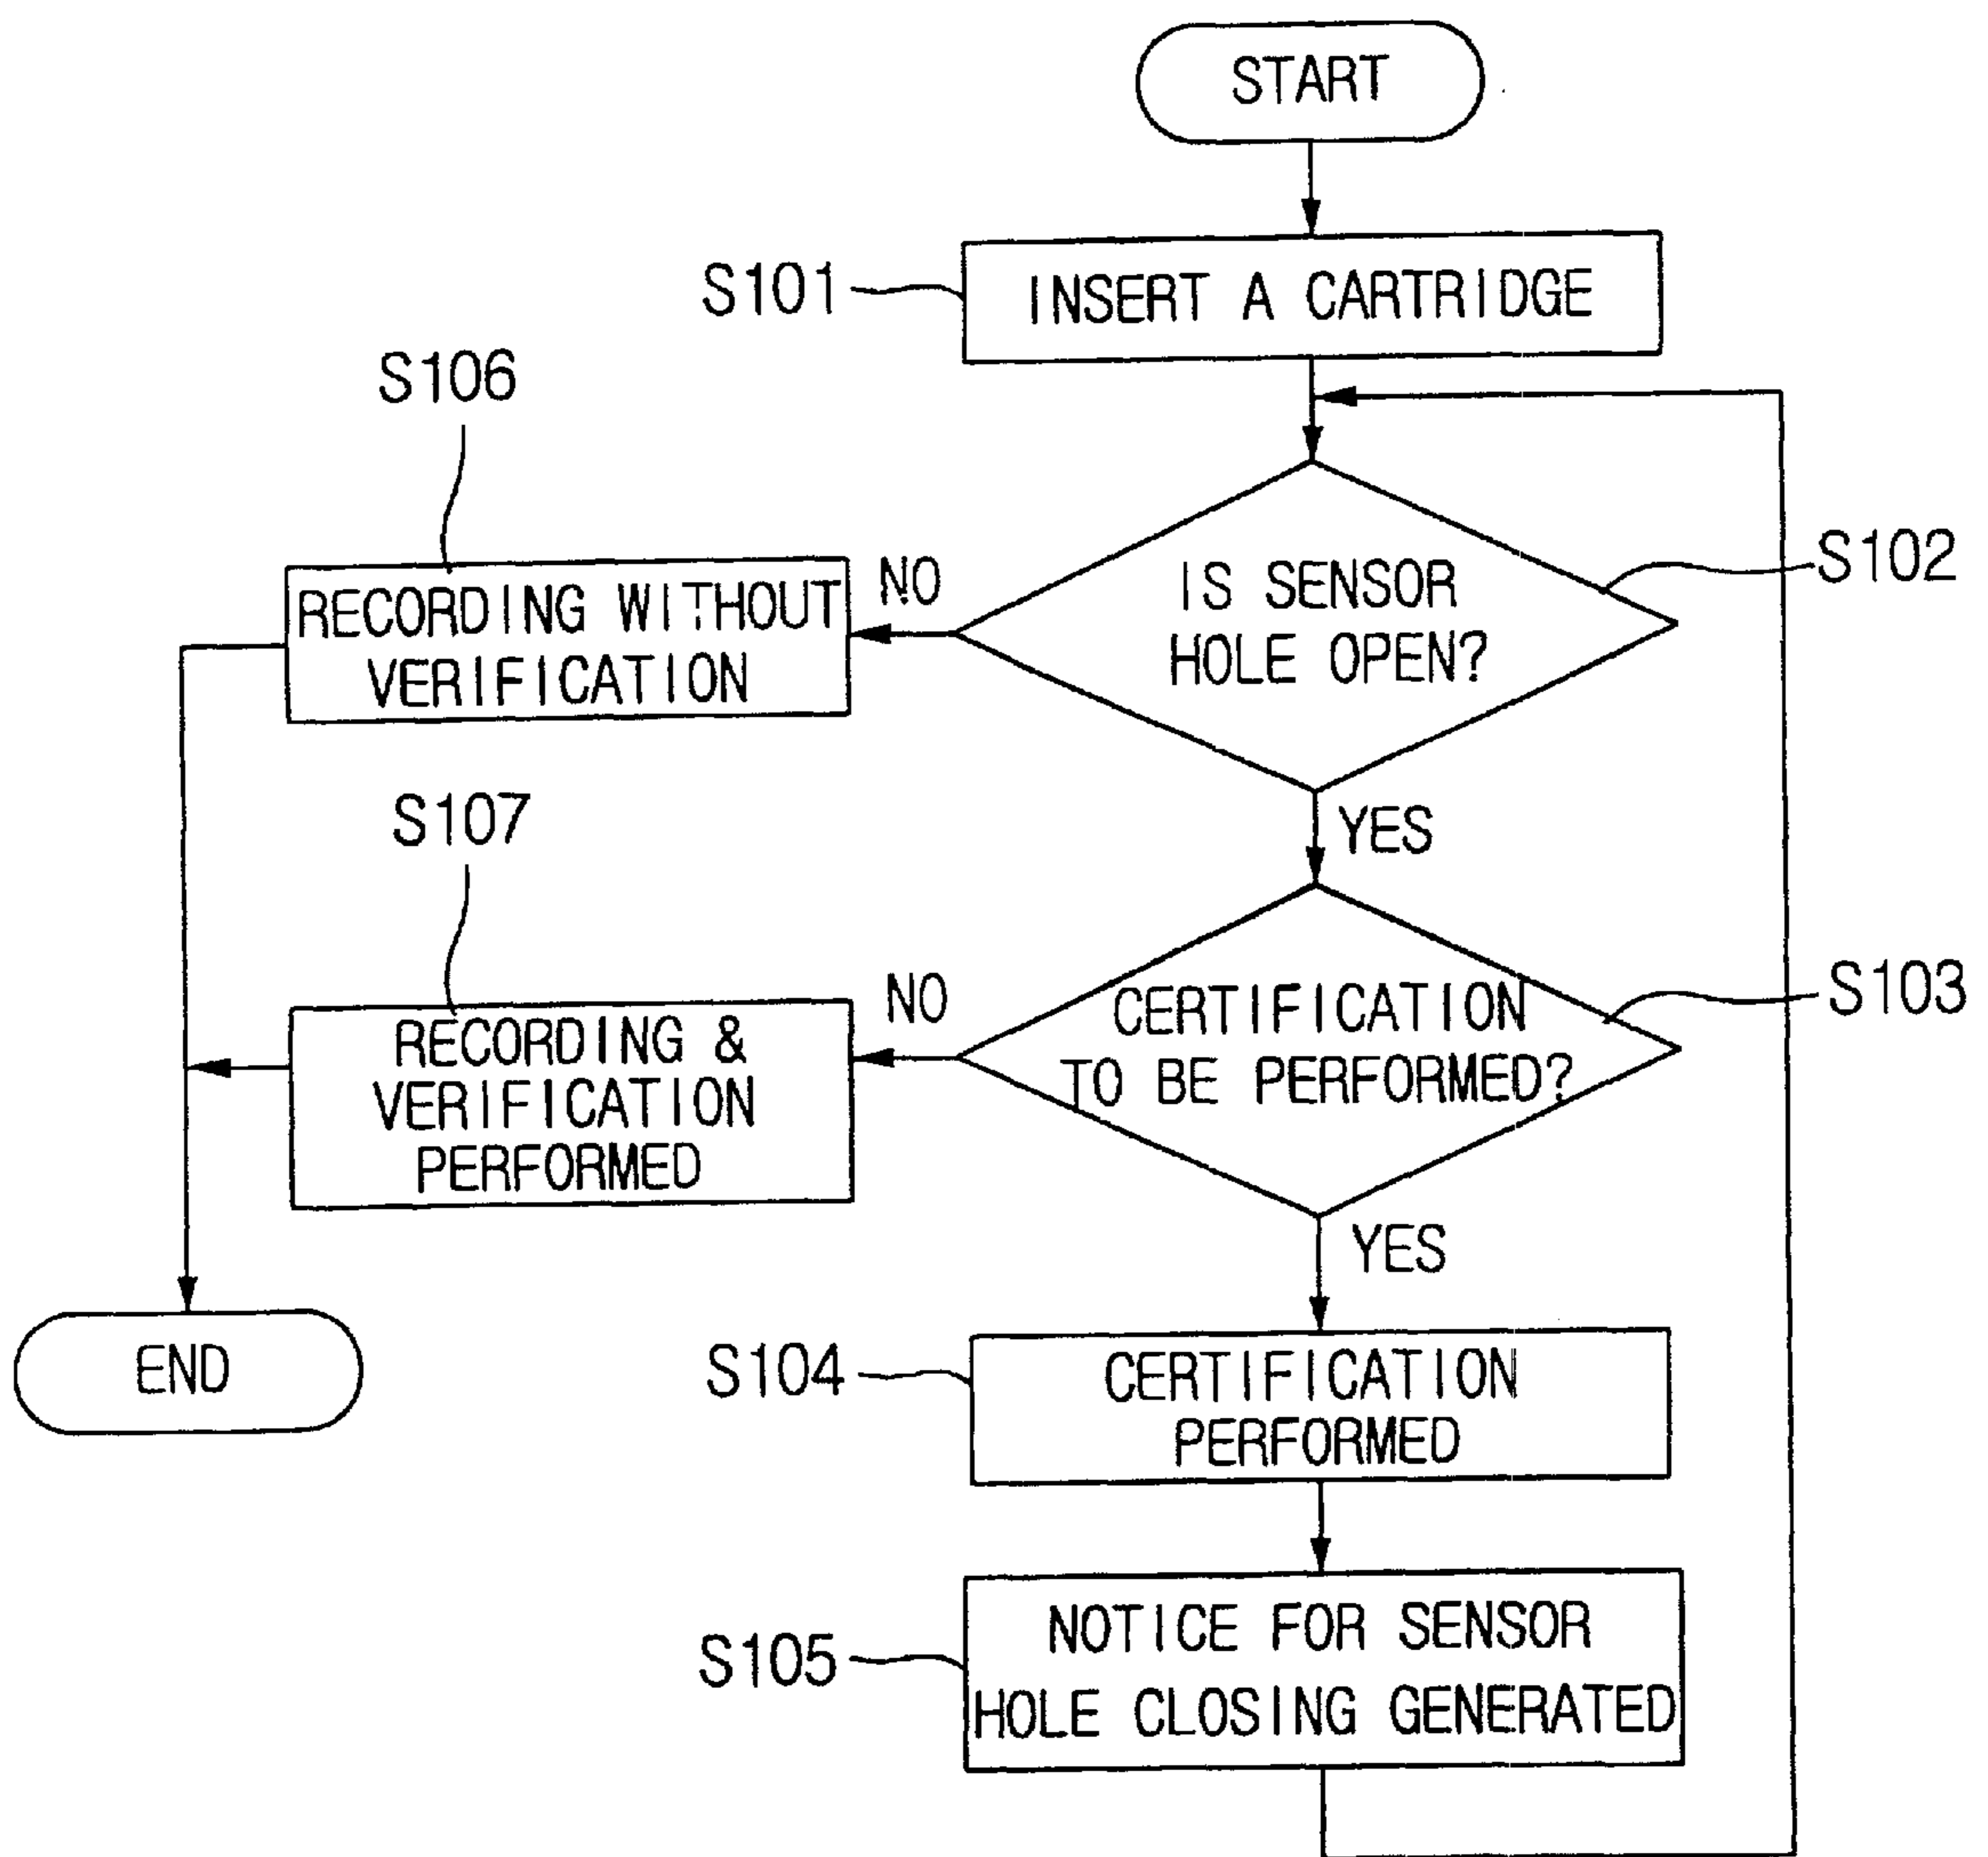 START
S101
INSERT A CARTRIDGE
S106
S102
IS SENSOR
HOLE OPEN?
NO
RECORDING WITHOUT
VERIFICATION
YES
S107
S103
CERTIFICATION
TO BE PERFORMED?
NO
RECORDING &
VERIFICATION
PERFORMED
YES
END
S104
CERTIFICATION
PERFORMED
S105
NOTICE FOR SENSOR
HOLE CLOSING GENERATED